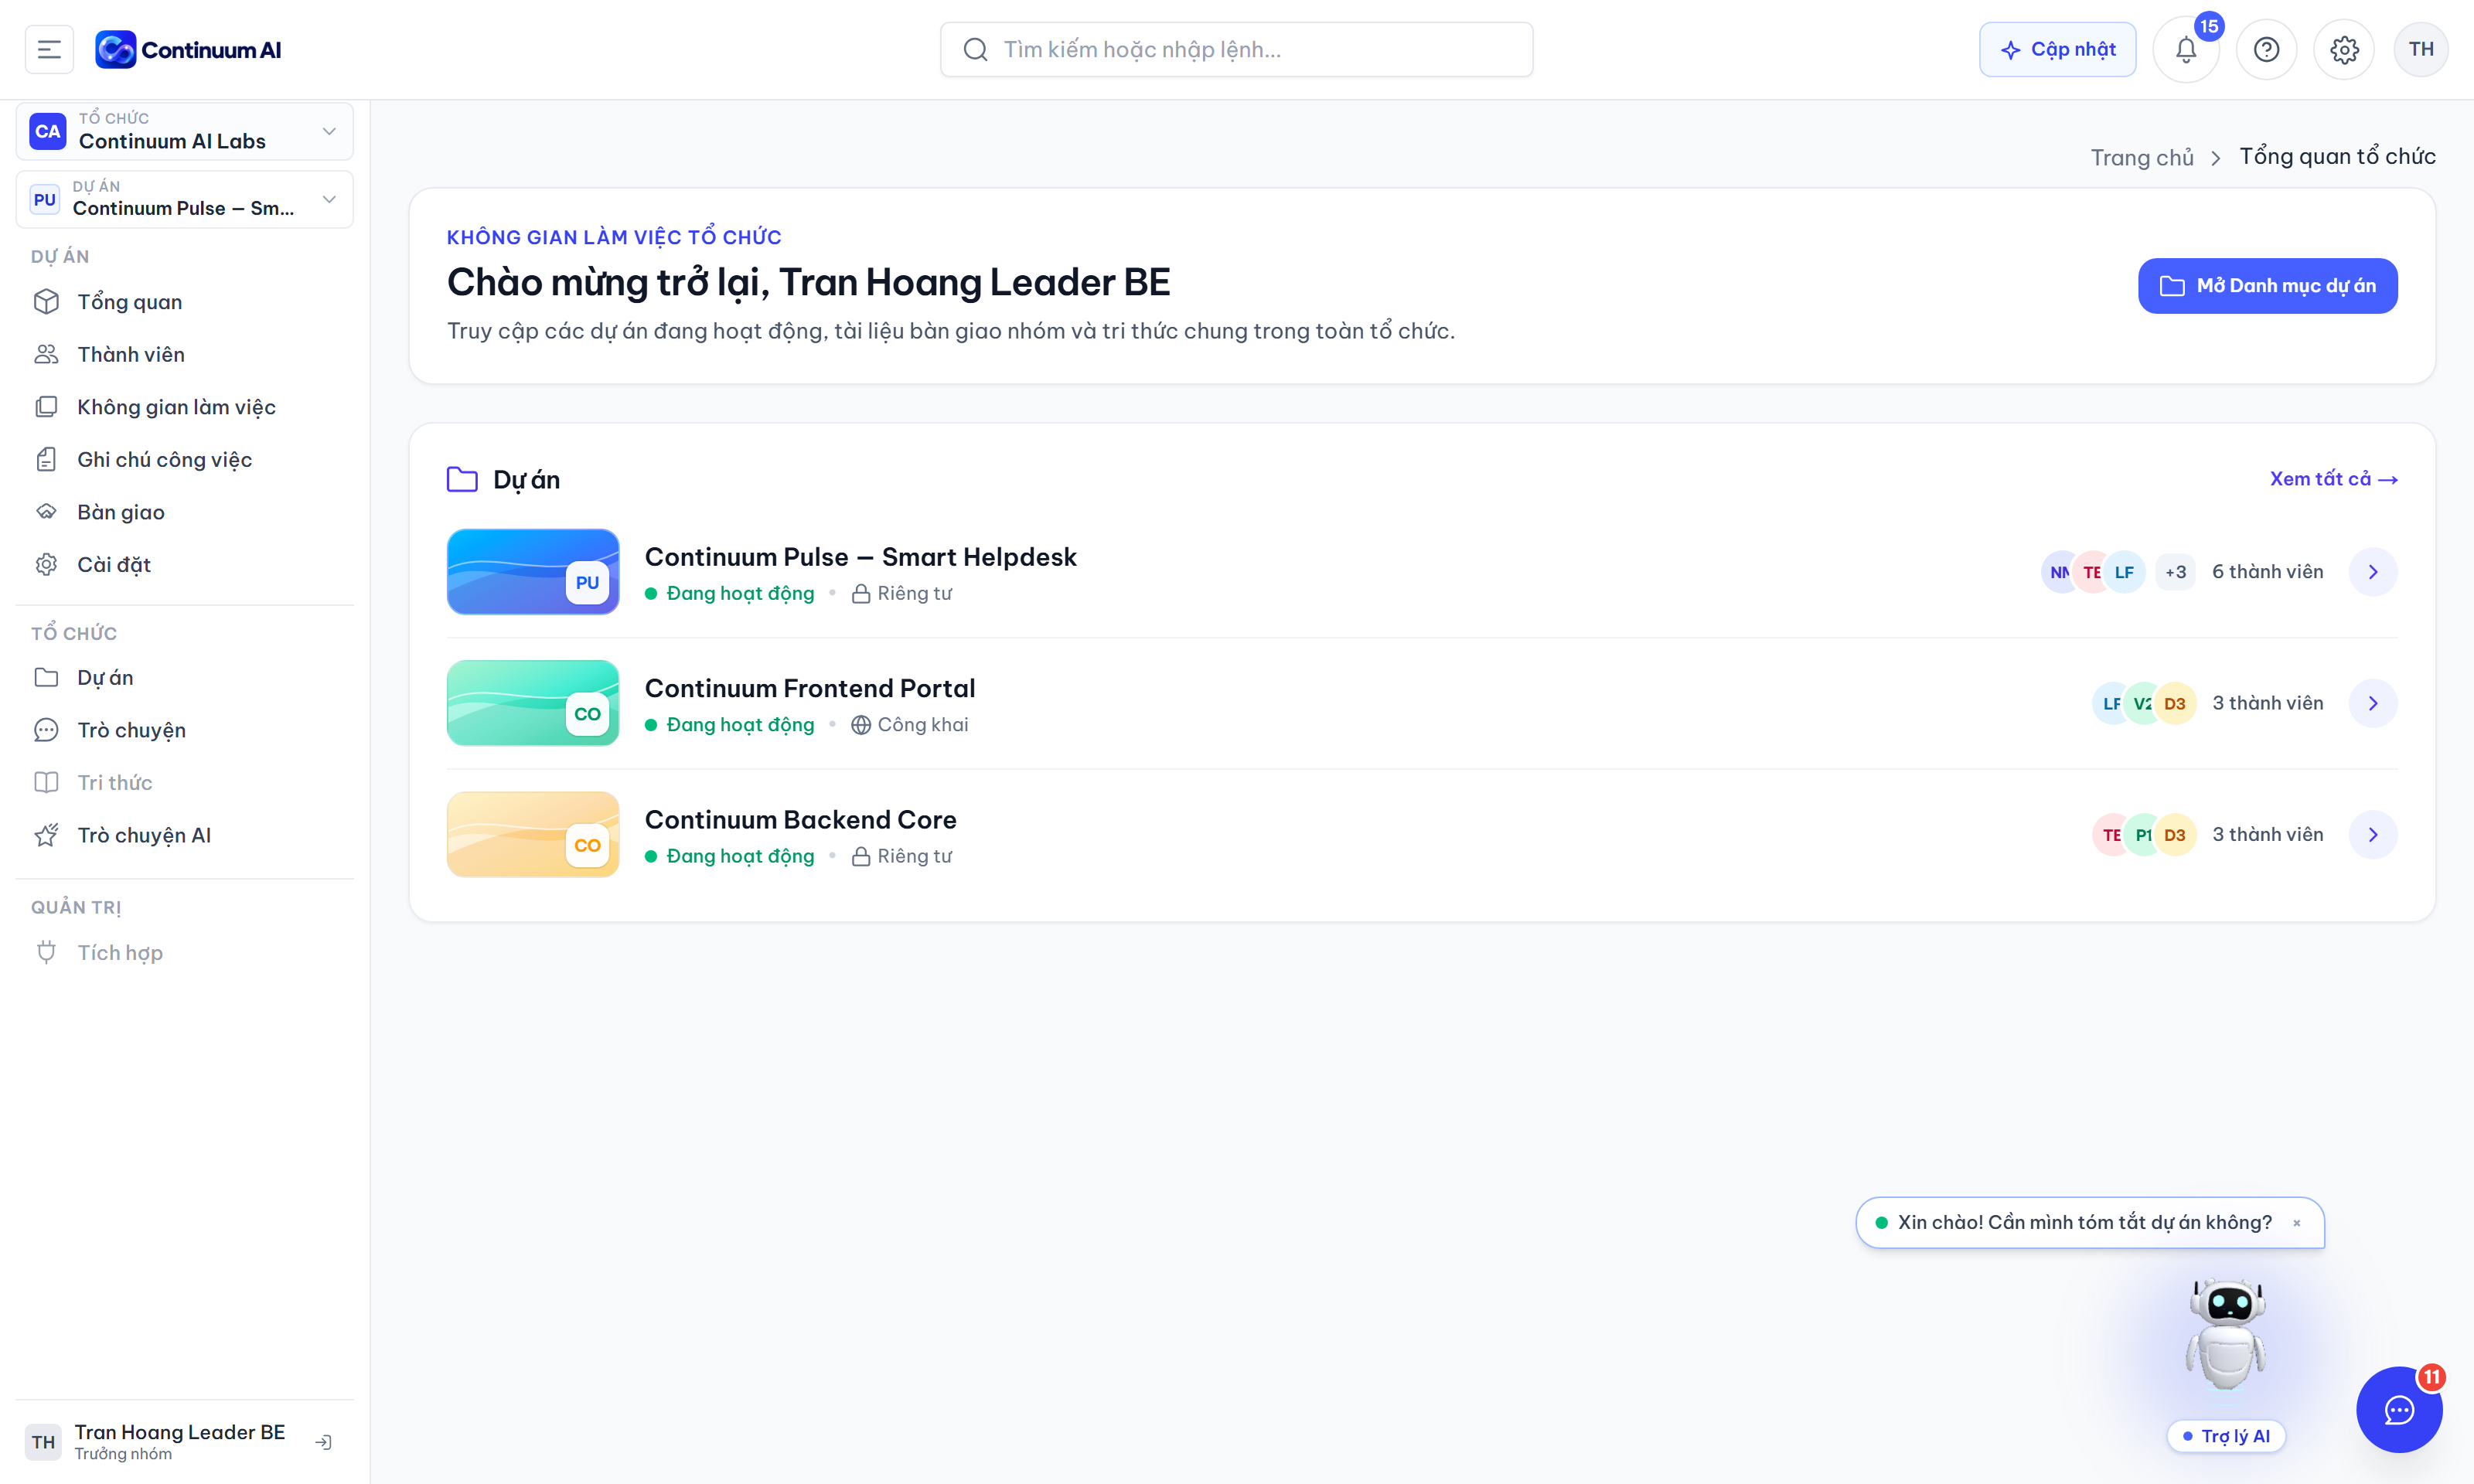 Continuum AI
Tìm kiếm hoặc nhập lệnh...
Cập nhật
15
TH
CA
TỔ CHỨC
Continuum AI Labs
PU
DỰ ÁN
Continuum Pulse – Sm...
DỰ ÁN
Tổng quan
Thành viên
Không gian làm việc
Ghi chú công việc
Bàn giao
Cài đặt
TỔ CHỨC
Dự án
Trò chuyện
Tri thức
Trò chuyện AI
QUẢN TRỊ
Tích hợp
TH
Tran Hoang Leader BE
Trưởng nhóm
Trang chủ > Tổng quan tổ chức
KHÔNG GIAN LÀM VIỆC TỔ CHỨC
Chào mừng trở lại, Tran Hoang Leader BE
Truy cập các dự án đang hoạt động, tài liệu bàn giao nhóm và tri thức chung trong toàn tổ chức.
Mở Danh mục dự án
Dự án
Xem tất cả →
PU
Continuum Pulse – Smart Helpdesk
Đang hoạt động • Riêng tư
TE LF +3 6 thành viên
CO
Continuum Frontend Portal
Đang hoạt động • Công khai
LF V2 D3 3 thành viên
CO
Continuum Backend Core
Đang hoạt động • Riêng tư
TE P1 D3 3 thành viên
Xin chào! Cần mình tóm tắt dự án không? ×
Trợ lý AI
11